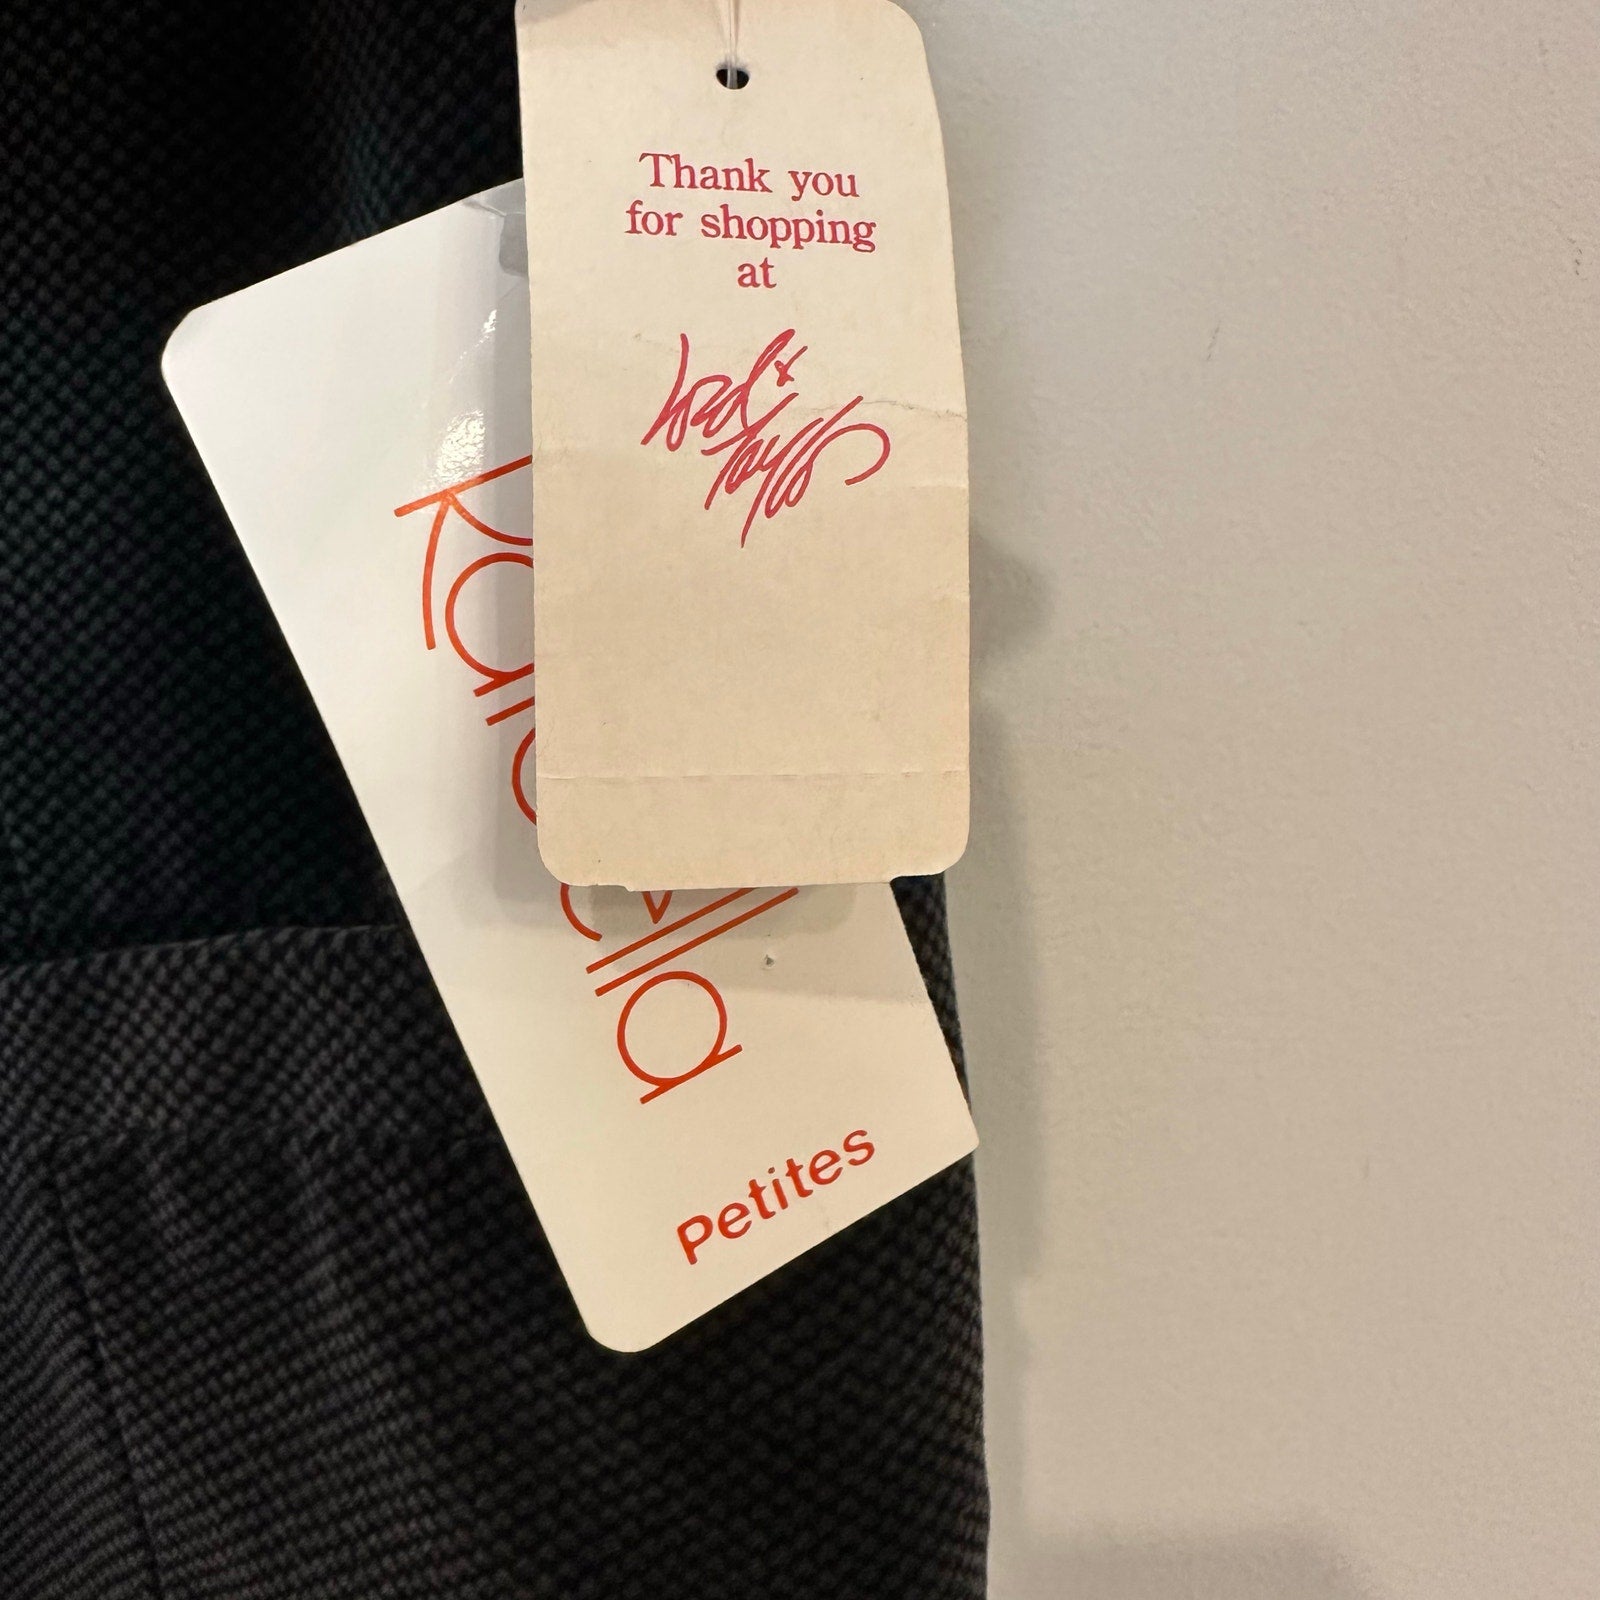 Thank you
for shopping
at
Lord &
Taylor
Petites